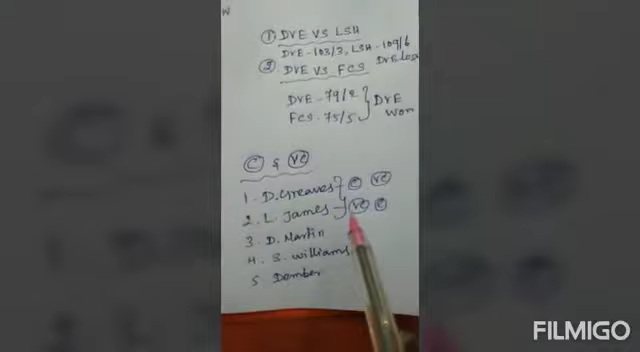 ① DVE VS LSH
DVE-103/3, LSH-109/6
DVE loss
② DVE VS FCS
DVE-79/2 } DVE
FCS-75/5 } won
Ⓒ & VC
1. D. Greaves } Ⓒ VC
2. L. James } VC Ⓒ
3. D. Martin
4. S. Williams
5. Dember
FILMIGO